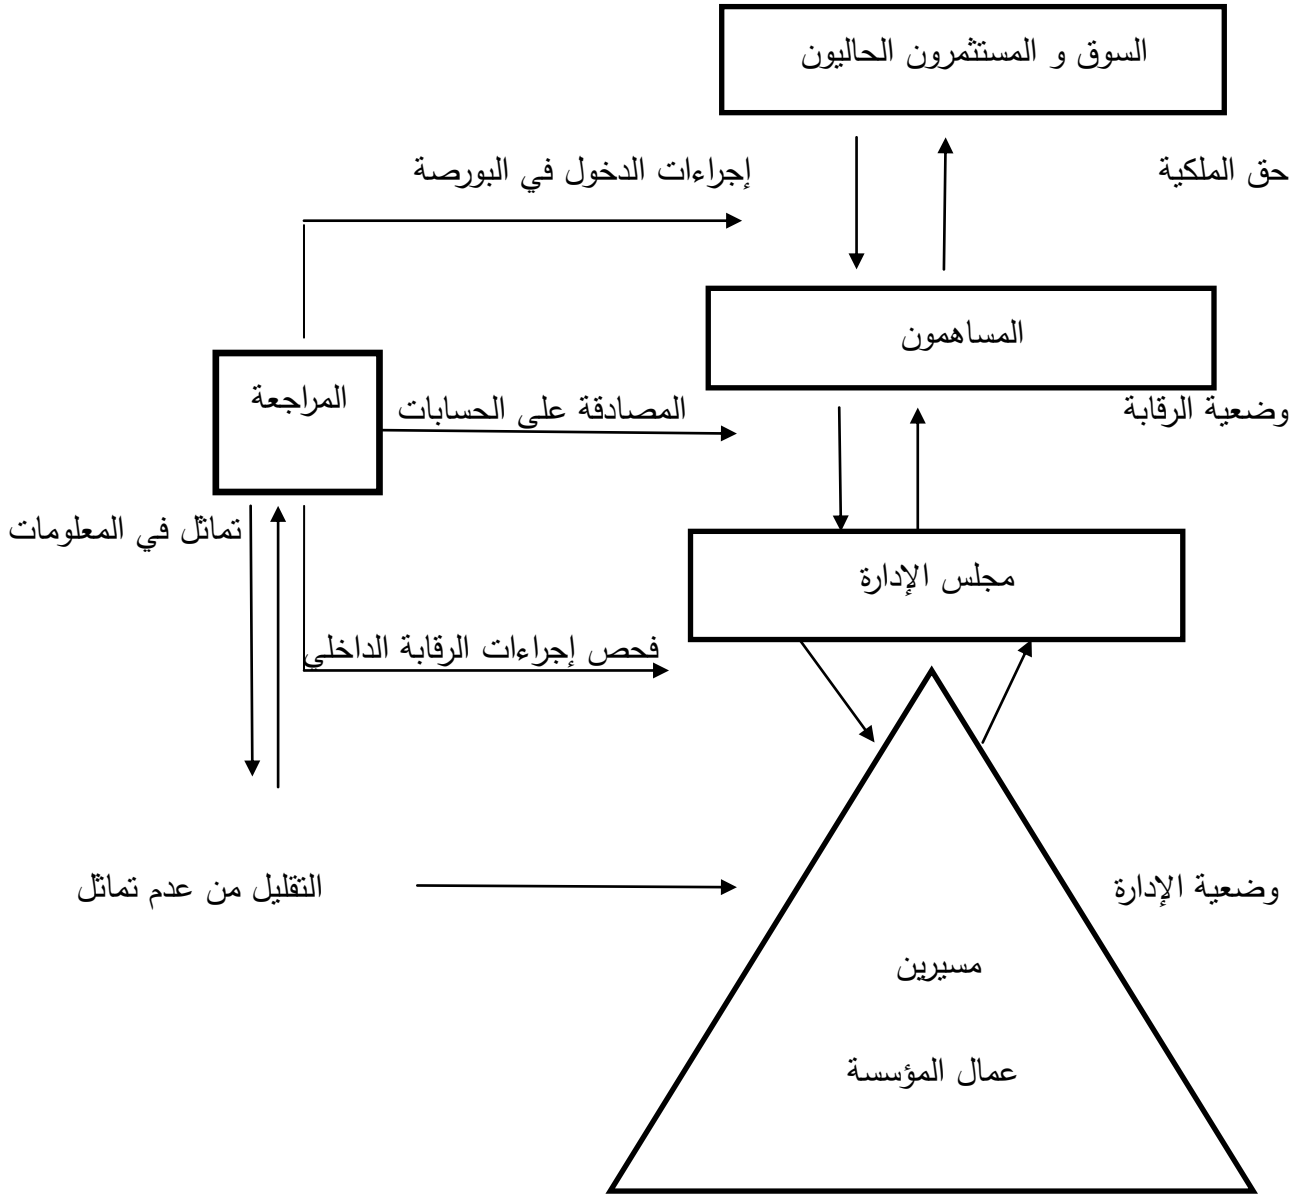 السوق و المستثمرون الحاليون
حق الملكية
إجراءات الدخول في البورصة
المساهمون
المراجعة
وضعية الرقابة
المصادقة على الحسابات
تماثل في المعلومات
مجلس الإدارة
فحص إجراءات الرقابة الداخلي
وضعية الإدارة
التقليل من عدم تماثل
مسيرين
عمال المؤسسة